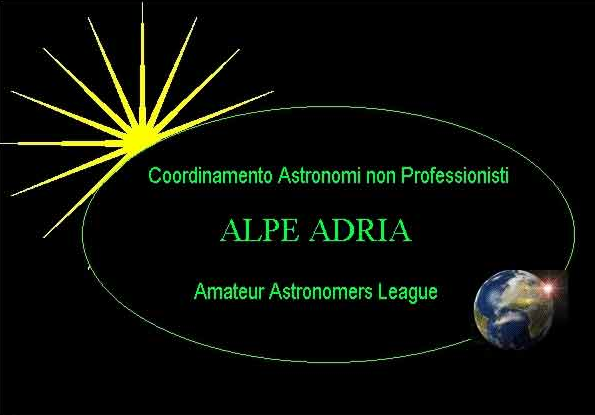 Coordinamento Astronomi non Professionisti
ALPE ADRIA
Amateur Astronomers League